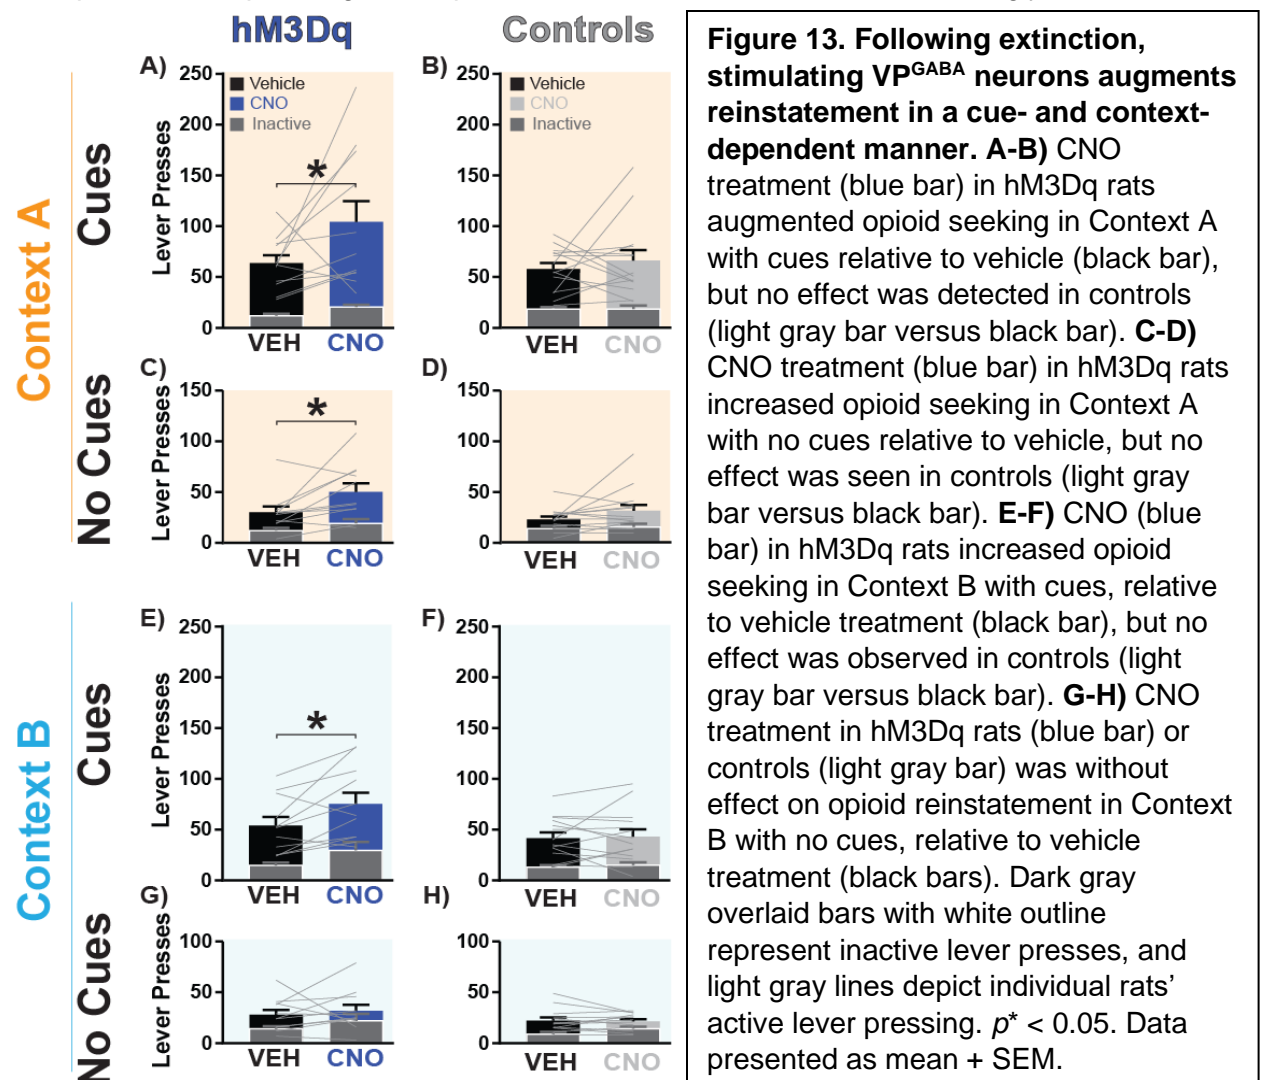 hM3Dq
Controls
Context A
Cues
No Cues
Context B
Cues
No Cues
A)
250
200
150
100
50
0
Lever Presses
Vehicle
CNO
Inactive
*
VEH CNO
B)
250
200
150
100
50
0
Vehicle
CNO
Inactive
VEH CNO
C)
150
100
50
0
Lever Presses
*
VEH CNO
D)
150
100
50
0
VEH CNO
E)
250
200
150
100
50
0
Lever Presses
*
VEH CNO
F)
250
200
150
100
50
0
VEH CNO
G)
100
50
0
Lever Presses
VEH CNO
H)
100
50
0
VEH CNO
Figure 13. Following extinction,
stimulating VPGABA neurons augments
reinstatement in a cue- and context-
dependent manner. A-B) CNO
treatment (blue bar) in hM3Dq rats
augmented opioid seeking in Context A
with cues relative to vehicle (black bar),
but no effect was detected in controls
(light gray bar versus black bar). C-D)
CNO treatment (blue bar) in hM3Dq rats
increased opioid seeking in Context A
with no cues relative to vehicle, but no
effect was seen in controls (light gray
bar versus black bar). E-F) CNO (blue
bar) in hM3Dq rats increased opioid
seeking in Context B with cues, relative
to vehicle treatment (black bar), but no
effect was observed in controls (light
gray bar versus black bar). G-H) CNO
treatment in hM3Dq rats (blue bar) or
controls (light gray bar) was without
effect on opioid reinstatement in Context
B with no cues, relative to vehicle
treatment (black bars). Dark gray
overlaid bars with white outline
represent inactive lever presses, and
light gray lines depict individual rats'
active lever pressing. p* < 0.05. Data
presented as mean + SEM.